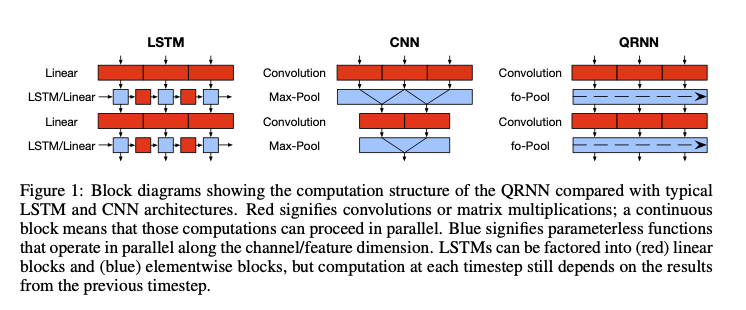 LSTM CNN QRNN
Linear Convolution Convolution
LSTM/Linear Max-Pool fo-Pool
Linear Convolution Convolution
LSTM/Linear Max-Pool fo-Pool
Figure 1: Block diagrams showing the computation structure of the QRNN compared with typical
LSTM and CNN architectures. Red signifies convolutions or matrix multiplications; a continuous
block means that those computations can proceed in parallel. Blue signifies parameterless functions
that operate in parallel along the channel/feature dimension. LSTMs can be factored into (red) linear
blocks and (blue) elementwise blocks, but computation at each timestep still depends on the results
from the previous timestep.